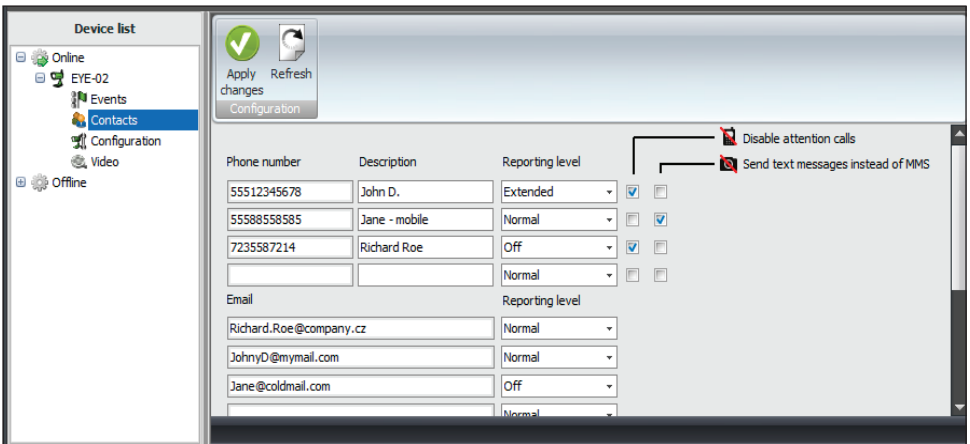 Device list
Online
EYE-02
Events
Contacts
Configuration
Video
Offline
Apply changes
Refresh
Configuration
Disable attention calls
Send text messages instead of MMS
Phone number Description Reporting level
55512345678 John D. Extended
55588558585 Jane - mobile Normal
7235587214 Richard Roe Off
Normal
Email Reporting level
Richard.Roe@company.cz Normal
JohnyD@mymail.com Normal
Jane@coldmail.com Off
Normal